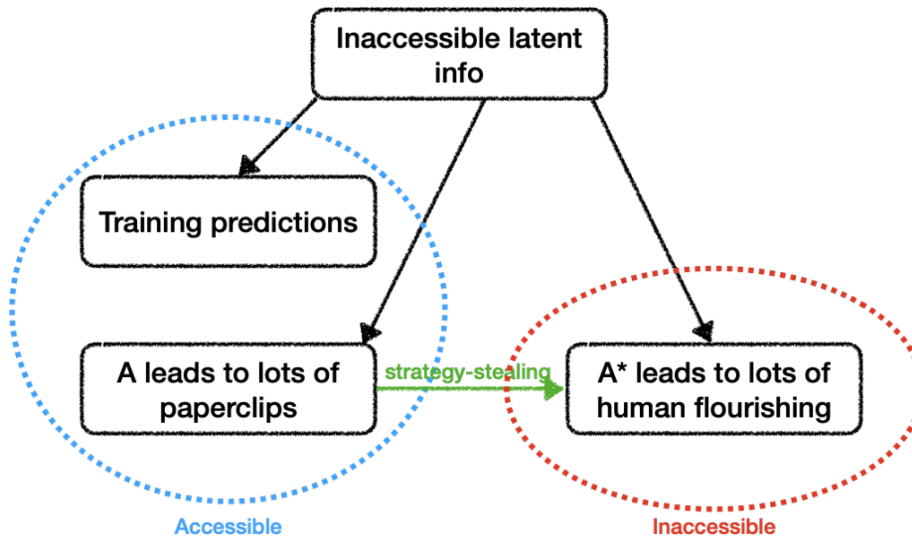 Inaccessible latent
info
Training predictions
A leads to lots of
paperclips
strategy-stealing
A* leads to lots of
human flourishing
Accessible
Inaccessible